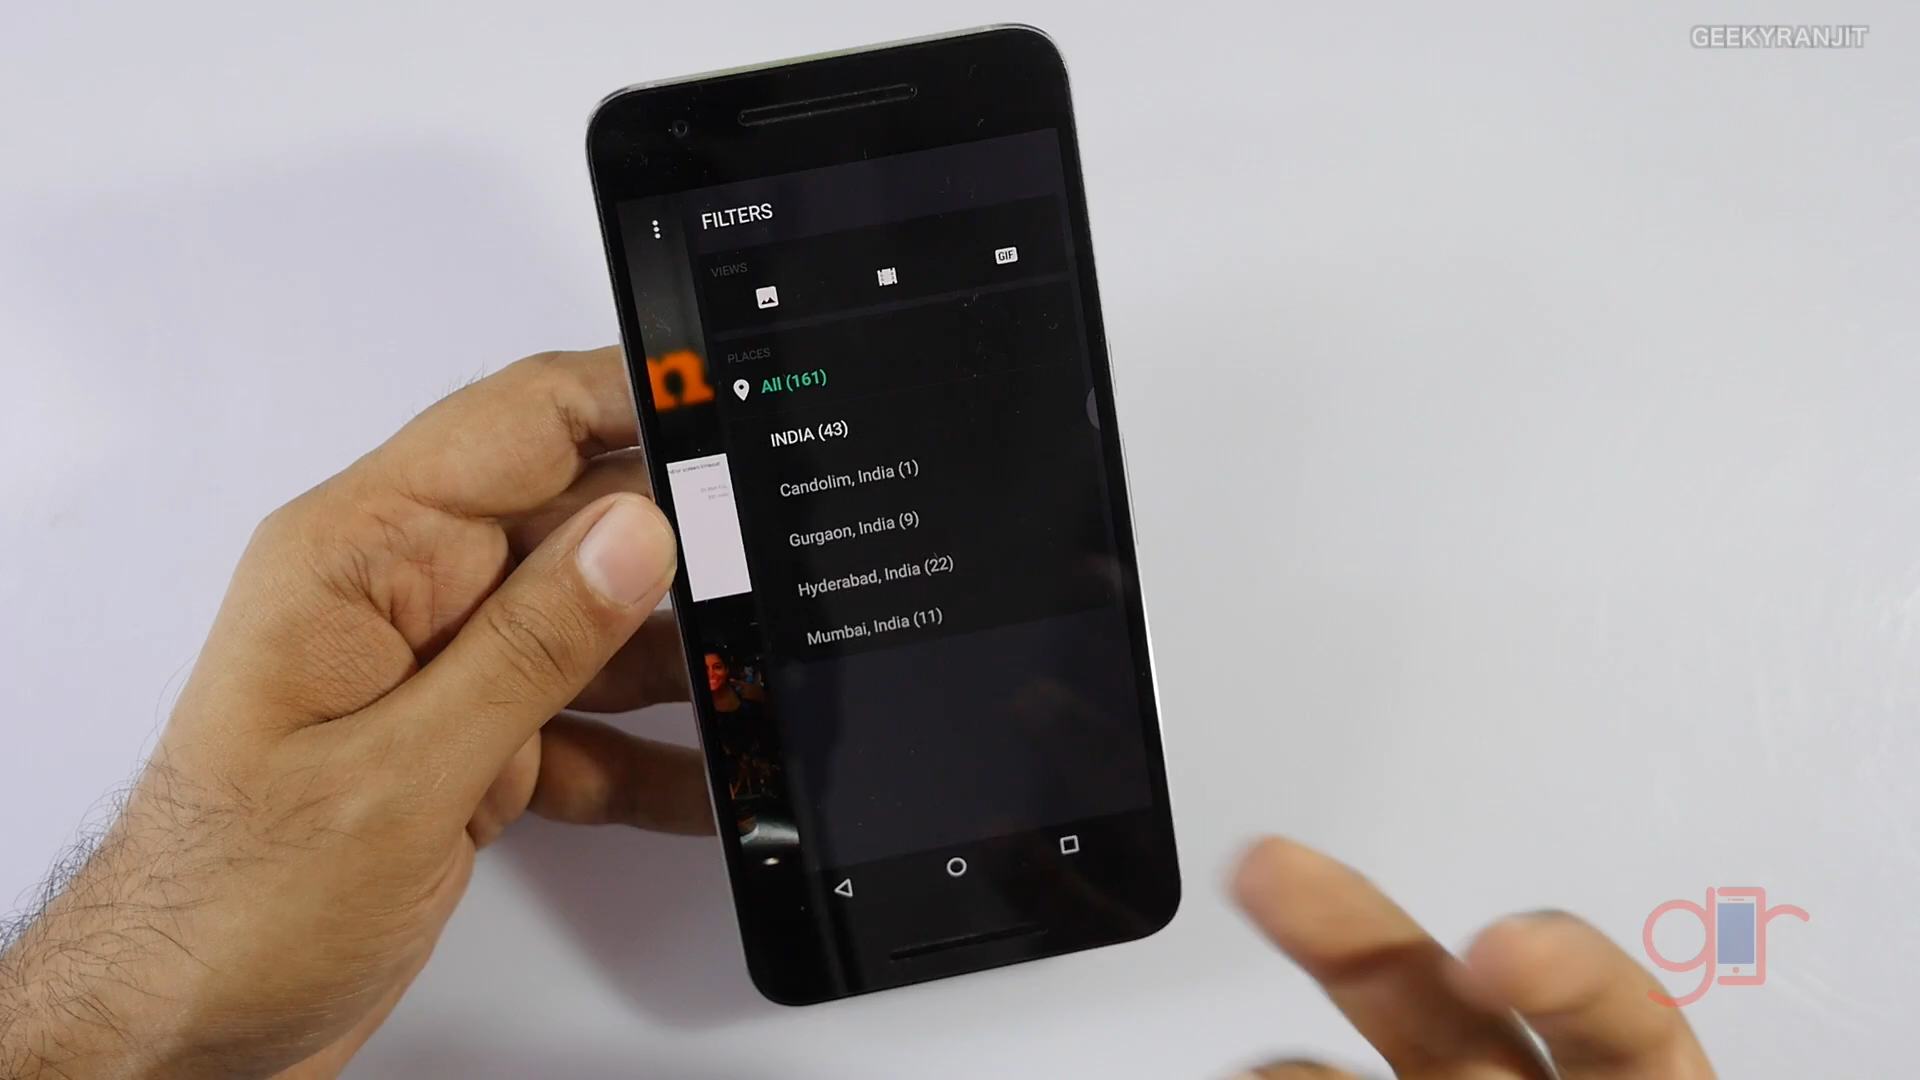 GEEKYRANJIT
FILTERS
VIEWS
GIF
PLACES
All (161)
INDIA (43)
Candolim, India (1)
Gurgaon, India (9)
Hyderabad, India (22)
Mumbai, India (11)
n
gr